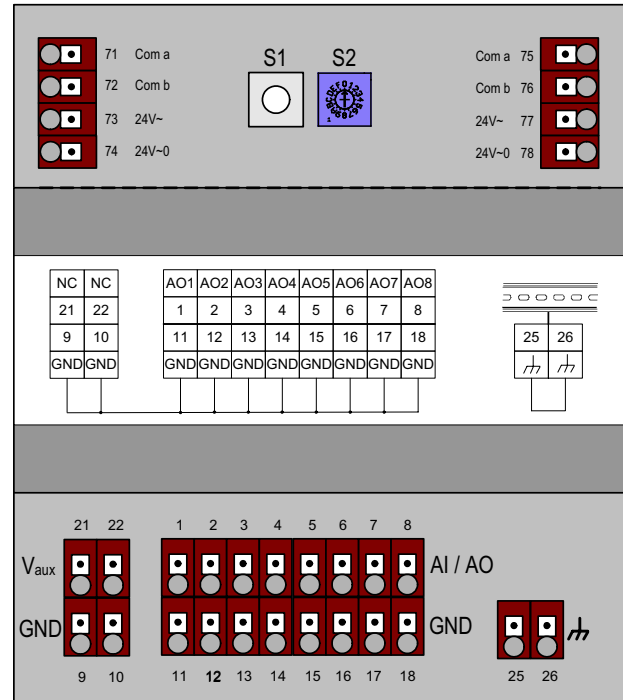 71 Com a
72 Com b
73 24V~
74 24V~0
S1 S2
Com a 75
Com b 76
24V~ 77
24V~0 78
NC NC AO1 AO2 AO3 AO4 AO5 AO6 AO7 AO8
21 22 1 2 3 4 5 6 7 8
9 10 11 12 13 14 15 16 17 18
GND GND GND GND GND GND GND GND GND GND
25 26
21 22 1 2 3 4 5 6 7 8
Vaux AI / AO
GND GND
9 10 11 12 13 14 15 16 17 18 25 26